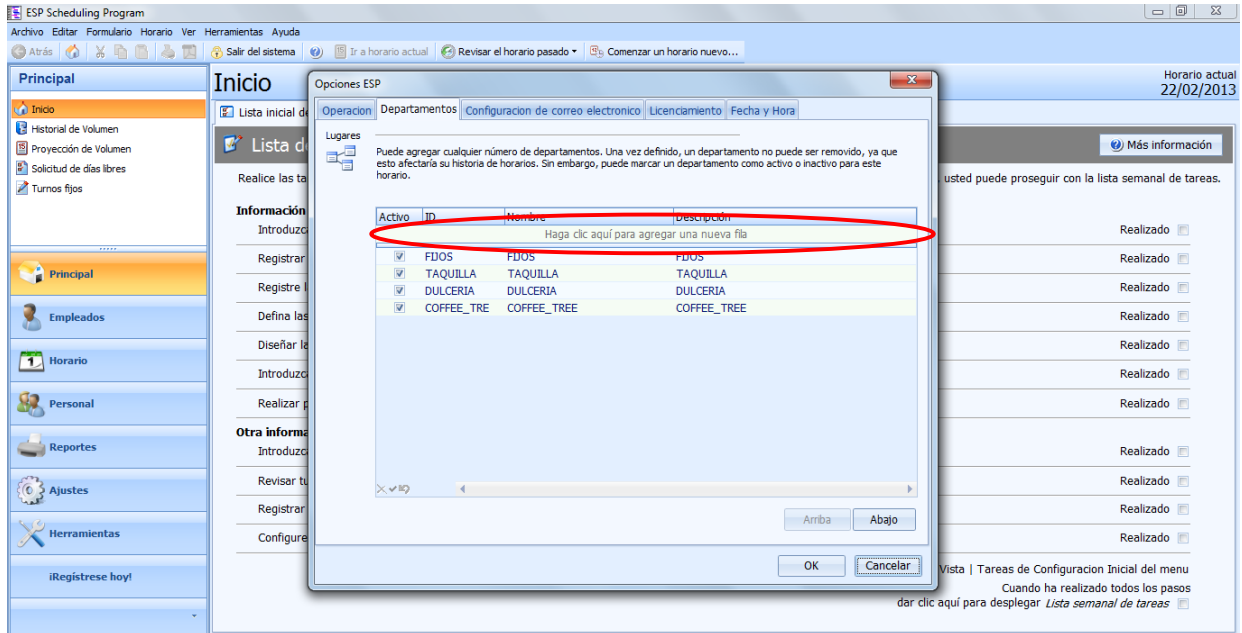 ESP Scheduling Program
Archivo Editar Formulario Horario Ver Herramientas Ayuda
Atrás Salir del sistema Ir a horario actual Revisar el horario pasado Comenzar un horario nuevo...
Principal
Inicio
Historial de Volumen
Proyección de Volumen
Solicitud de días libres
Turnos fijos
Principal
Empleados
Horario
Personal
Reportes
Ajustes
Herramientas
¡Regístrese hoy!
Inicio
Horario actual
22/02/2013
Lista inicial d
Lista d
Más información
Realice las ta
usted puede proseguir con la lista semanal de tareas.
Información
Introduzc
Realizado
Registrar
Realizado
Registre l
Realizado
Defina las
Realizado
Diseñar la
Realizado
Introduzc
Realizado
Realizar p
Realizado
Otra informa
Introduzc
Realizado
Revisar tu
Realizado
Registrar
Realizado
Configure
Realizado
Vista | Tareas de Configuracion Inicial del menu
Cuando ha realizado todos los pasos
dar clic aquí para desplegar Lista semanal de tareas
Opciones ESP
Operacion Departamentos Configuracion de correo electronico Licenciamiento Fecha y Hora
Lugares
Puede agregar cualquier número de departamentos. Una vez definido, un departamento no puede ser removido, ya que
esto afectaría su historia de horarios. Sin embargo, puede marcar un departamento como activo o inactivo para este
horario.
Activo ID Nombre Descripción
Haga clic aquí para agregar una nueva fila
FIJOS FIJOS FIJOS
TAQUILLA TAQUILLA TAQUILLA
DULCERIA DULCERIA DULCERIA
COFFEE_TRE COFFEE_TREE COFFEE_TREE
Arriba Abajo
OK Cancelar